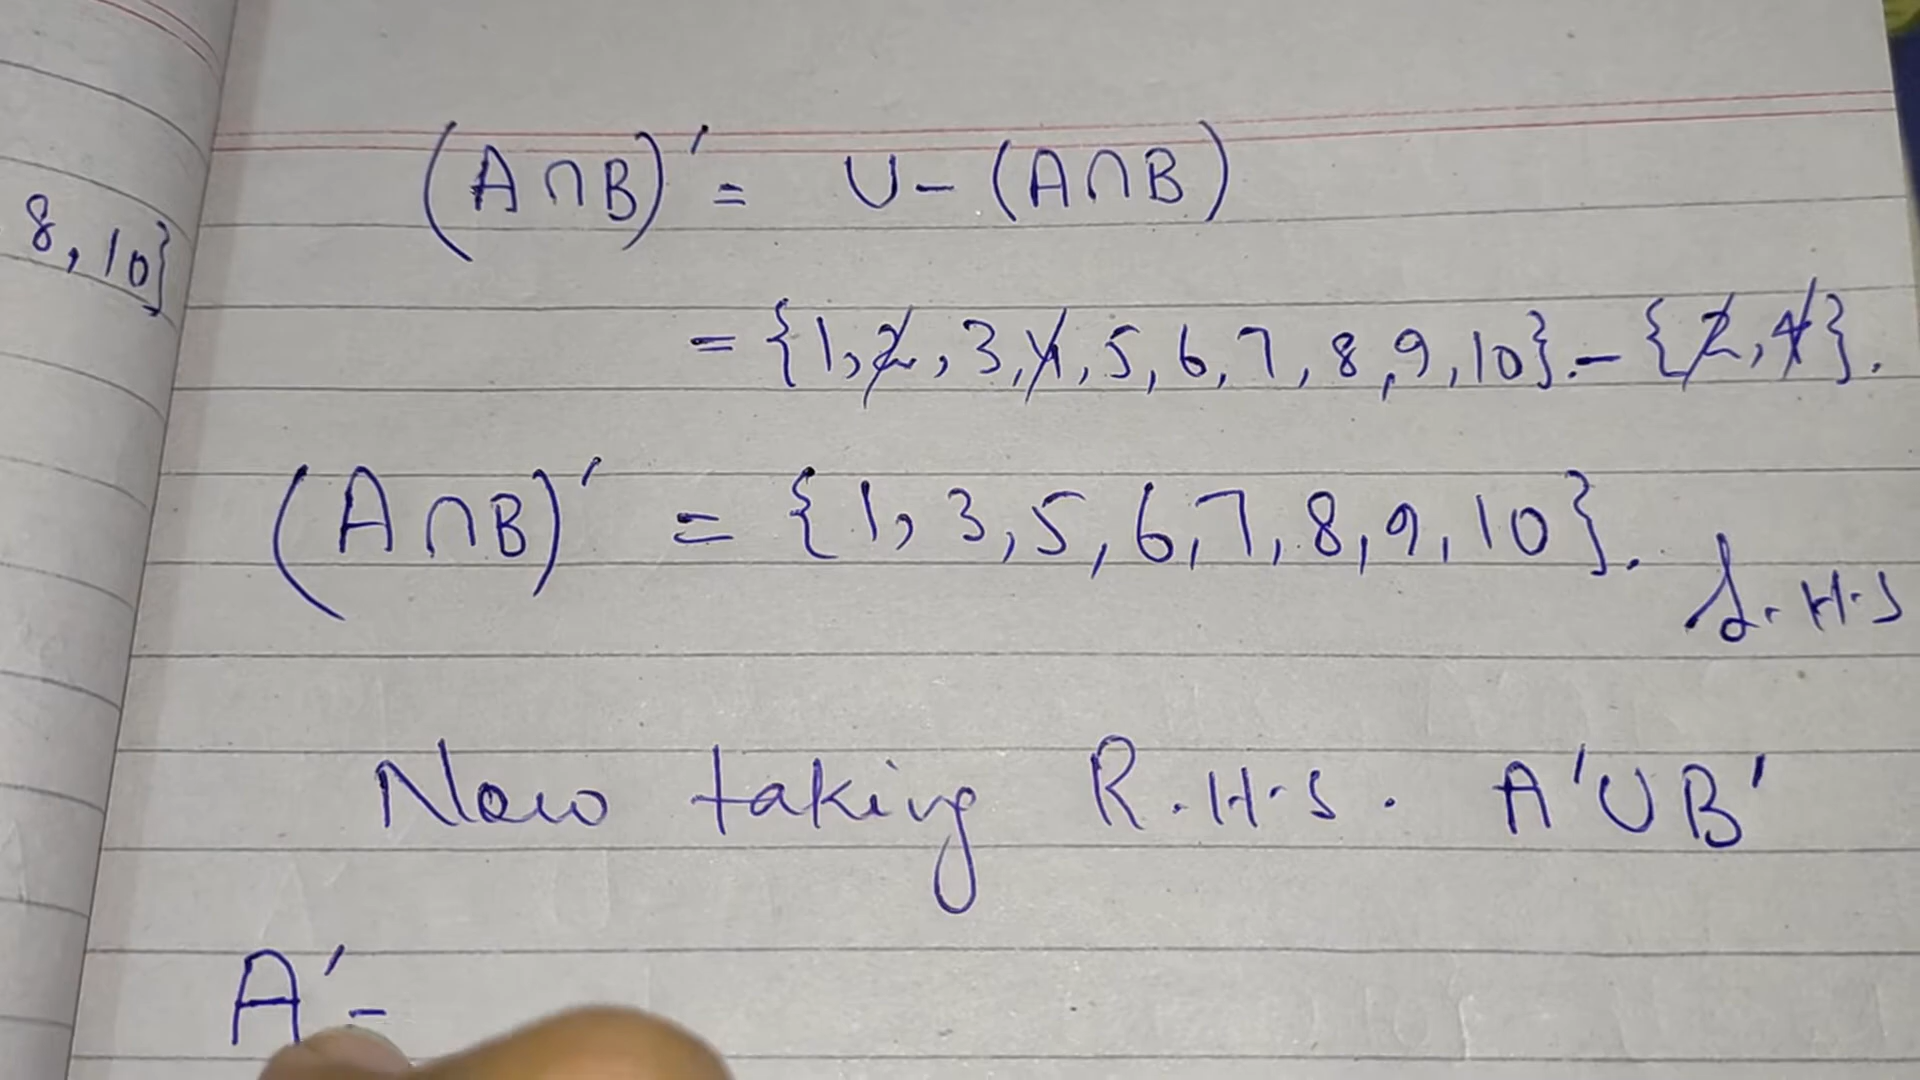 8, 10}
(A∩B)' = U - (A∩B)
= {1, 2, 3, 4, 5, 6, 7, 8, 9, 10}. - {2, 4}.
(A∩B)' = {1, 3, 5, 6, 7, 8, 9, 10}.
L.H.S
Now taking R.H.S. A'∪B'
A' -